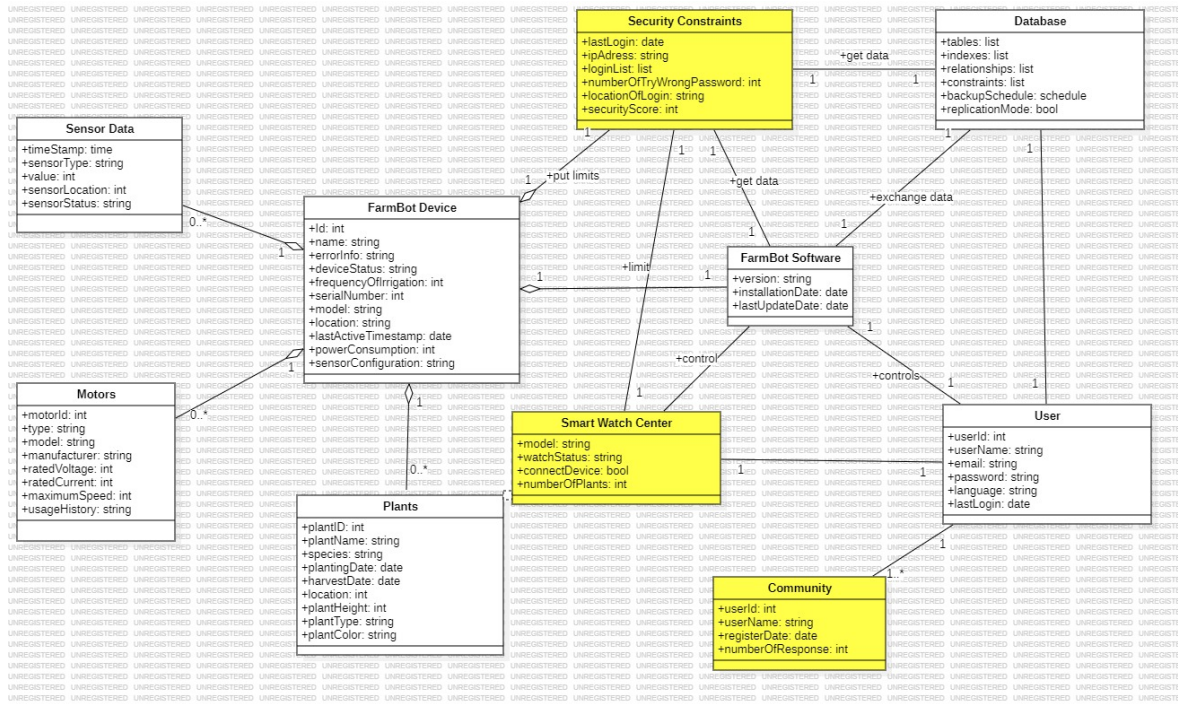 Security Constraints
+lastLogin: date
+ipAdress: string
+loginList: list
+numberOfTryWrongPassword: int
+locationOfLogin: string
+securityScore: int
Database
+tables: list
+indexes: list
+relationships: list
+constraints: list
+backupSchedule: schedule
+replicationMode: bool
+get data
1
1
Sensor Data
+timeStamp: time
+sensorType: string
+value: int
+sensorLocation: int
+sensorStatus: string
0..*
1
1
1
+put limits
1
1
+get data
1
1
+exchange data
1
1
1
FarmBot Device
+Id: int
+name: string
+errorInfo: string
+deviceStatus: string
+frequencyOfIrrigation: int
+serialNumber: int
+model: string
+location: string
+lastActiveTimestamp: date
+powerConsumption: int
+sensorConfiguration: string
FarmBot Software
+version: string
+installationDate: date
+lastUpdateDate: date
+limit
1
1
1
+control
1
+controls
1
Motors
+motorId: int
+type: string
+model: string
+manufacturer: string
+ratedVoltage: int
+ratedCurrent: int
+maximumSpeed: int
+usageHistory: string
1
0..*
1
0..*
Smart Watch Center
+model: string
+watchStatus: string
+connectDevice: bool
+numberOfPlants: int
1
1
User
+userId: int
+userName: string
+email: string
+password: string
+language: string
+lastLogin: date
Plants
+plantID: int
+plantName: string
+species: string
+plantingDate: date
+harvestDate: date
+location: int
+plantHeight: int
+plantType: string
+plantColor: string
1
1..*
Community
+userId: int
+userName: string
+registerDate: date
+numberOfResponse: int